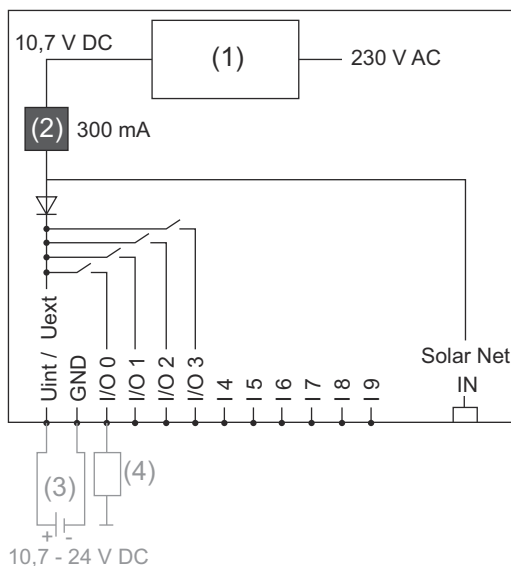 10,7 V DC
(1)
230 V AC
(2)
300 mA
Uint / Uext
GND
I/O 0
I/O 1
I/O 2
I/O 3
I 4
I 5
I 6
I 7
I 8
I 9
Solar Net
IN
(3)
(4)
+ -
10,7 - 24 V DC